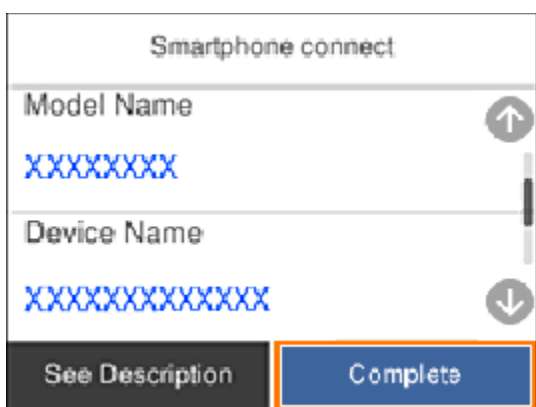 Smartphone connect
Model Name
XXXXXXXX
Device Name
XXXXXXXXXXXXX
See Description
Complete